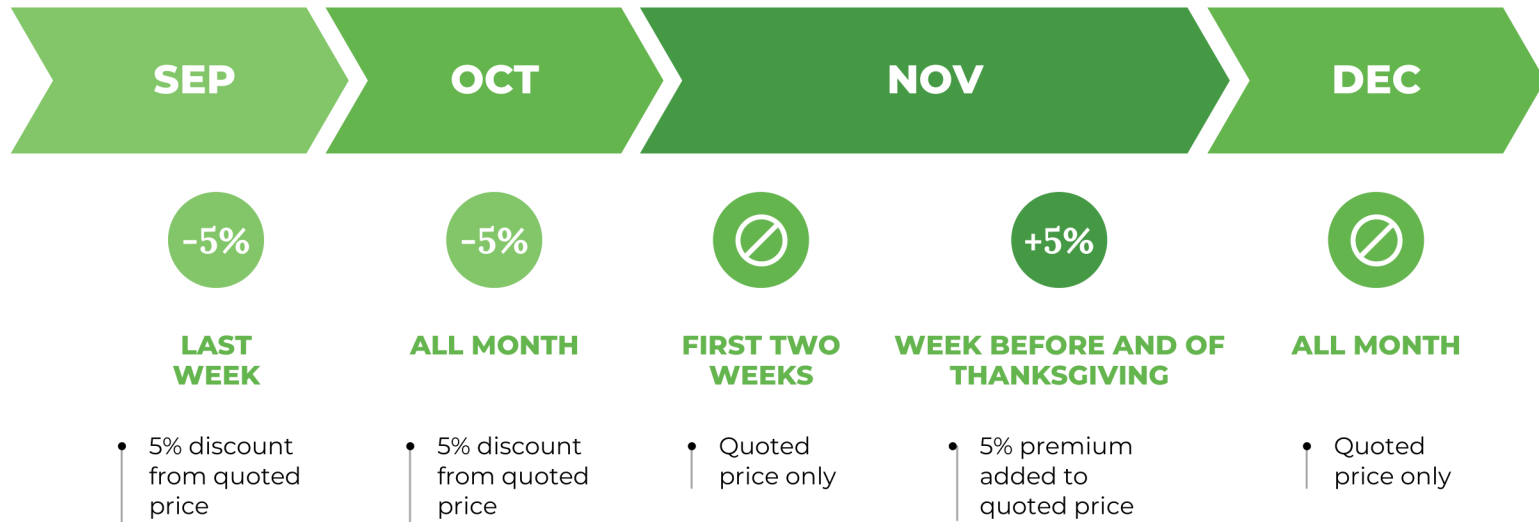 SEP
OCT
NOV
DEC
-5%
-5%
+5%
LAST
WEEK
ALL MONTH
FIRST TWO
WEEKS
WEEK BEFORE AND OF
THANKSGIVING
ALL MONTH
5% discount
from quoted
price
5% discount
from quoted
price
Quoted
price only
5% premium
added to
quoted price
Quoted
price only